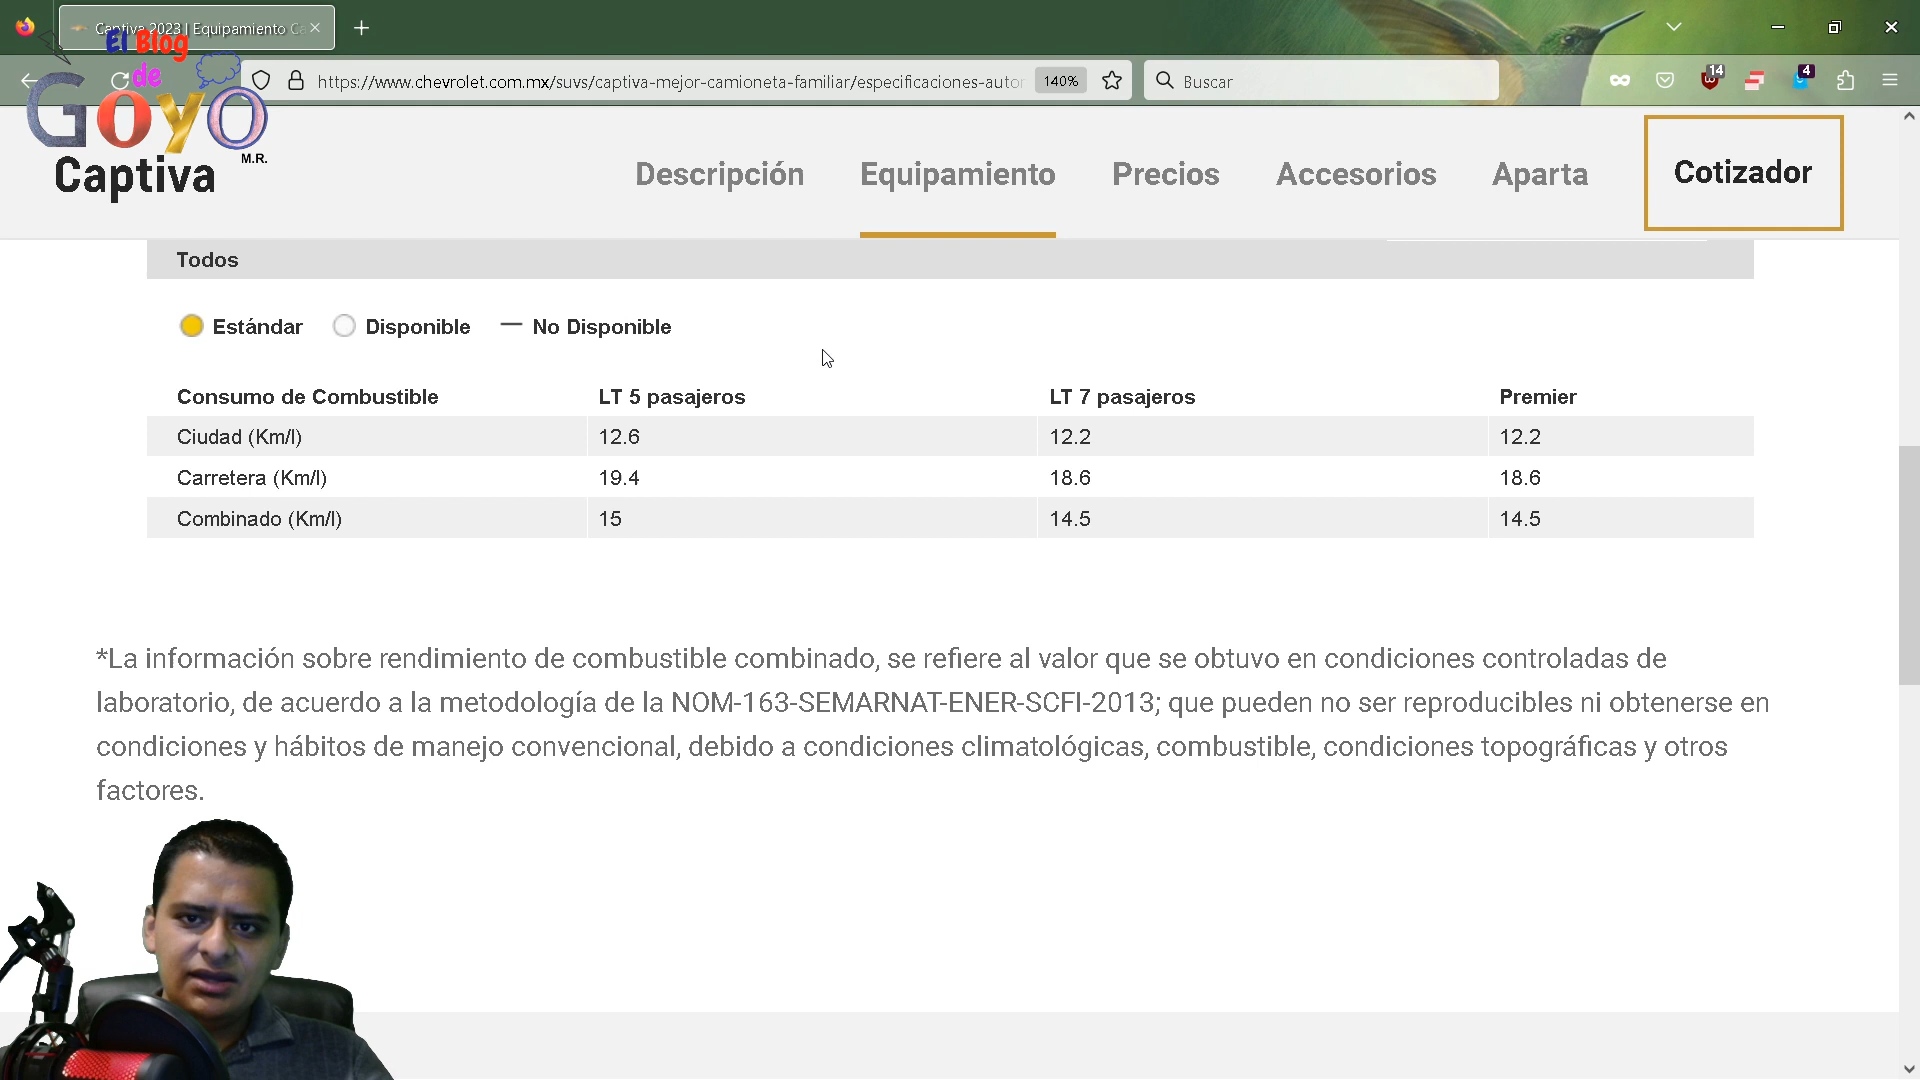 Captiva 2023 | Equipamiento Ca
El Blog
de
GOYO
M.R.
https://www.chevrolet.com.mx/suvs/captiva-mejor-camioneta-familiar/especificaciones-autor
140%
Buscar
14
4
Captiva
Descripción
Equipamiento
Precios
Accesorios
Aparta
Cotizador
Todos
Estándar
Disponible
No Disponible
Consumo de Combustible LT 5 pasajeros LT 7 pasajeros Premier
Ciudad (Km/l) 12.6 12.2 12.2
Carretera (Km/l) 19.4 18.6 18.6
Combinado (Km/l) 15 14.5 14.5
*La información sobre rendimiento de combustible combinado, se refiere al valor que se obtuvo en condiciones controladas de
laboratorio, de acuerdo a la metodología de la NOM-163-SEMARNAT-ENER-SCFI-2013; que pueden no ser reproducibles ni obtenerse en
condiciones y hábitos de manejo convencional, debido a condiciones climatológicas, combustible, condiciones topográficas y otros
factores.